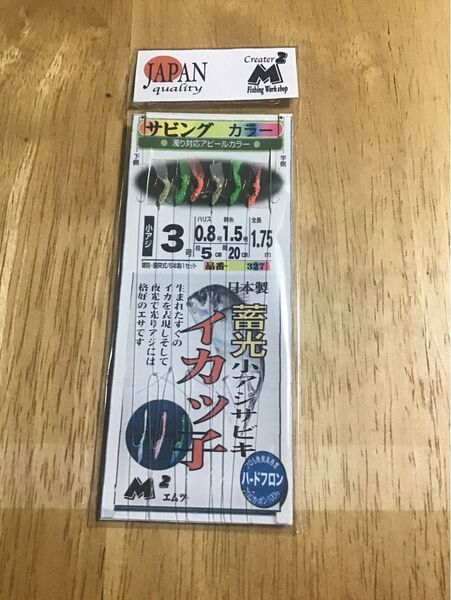 JAPAN
quality
Creater
M2
Fishing Work shop
サビング カラー
濁り対応アピールカラー
下側
竿側
小アジ
3号
ハリス
0.8号
枝
5cm
幹糸
1.5号
間
20cm
全長
1.75m
品番- 327
日本製
蓄光小アジサビキ
イカッ子
生まれたすぐの
イカを表現しそして
夜光で光りアジには
格好のエサです
ハードフロン
M2
エムツー